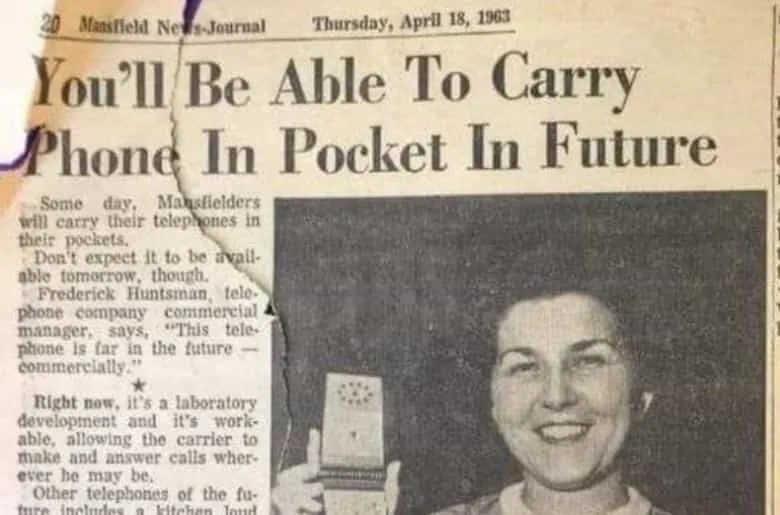 20 Mansfield News-Journal Thursday, April 18, 1963
You'll Be Able To Carry
Phone In Pocket In Future
Some day, Mansfielders
will carry their telephones in
their pockets.
Don't expect it to be avail-
able tomorrow, though.
Frederick Huntsman, tele-
phone company commercial
manager, says, "This tele-
phone is far in the future —
commercially."
★
Right now, it's a laboratory
development and it's work-
able, allowing the carrier to
make and answer calls wher-
ever he may be.
Other telephones of the fu-
ture includes a kitchen loud